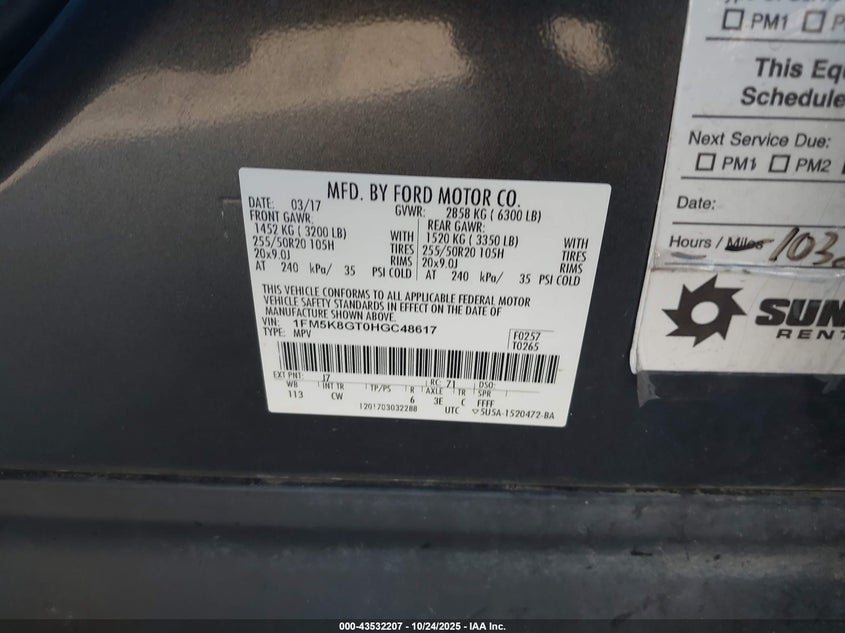 MFD. BY FORD MOTOR CO.
DATE: 03/17 GVWR: 2858 KG ( 6300 LB)
FRONT GAWR: REAR GAWR:
1452 KG ( 3200 LB) WITH 1520 KG ( 3350 LB) WITH
255/50R20 105H TIRES 255/50R20 105H TIRES
20x9.0J RIMS 20x9.0J RIMS
AT 240 kPa/ 35 PSI COLD AT 240 kPa/ 35 PSI COLD
THIS VEHICLE CONFORMS TO ALL APPLICABLE FEDERAL MOTOR
VEHICLE SAFETY STANDARDS IN EFFECT ON THE DATE OF
MANUFACTURE SHOWN ABOVE.
VIN: 1FM5K8GT0HGC48617
TYPE: MPV
F0257
T0265
EXT PNT: J7 RC: 71 DSO:
WB INT TR TP/PS R AXLE TR SPR
113 CW 6 3E C FFFF
1201703032288 UTC 5U5A-1520472-BA
PM1
This Equ
Schedule
Next Service Due:
PM1 PM2
Date:
Hours / Miles
SUN
RENT
000-43532207 - 10/24/2025 - IAA Inc.